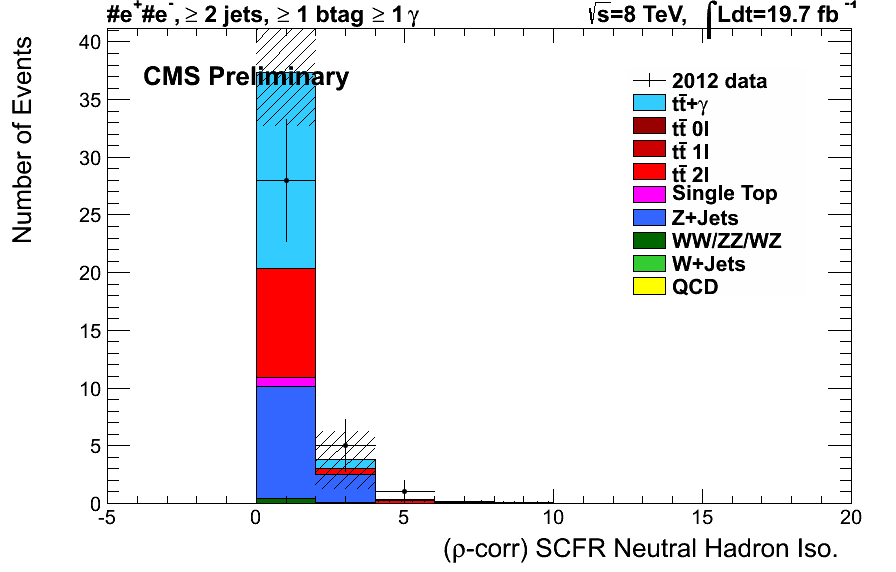 #e⁺#e⁻, ≥ 2 jets, ≥ 1 btag ≥ 1 γ
√s=8 TeV, ∫Ldt=19.7 fb⁻¹
CMS Preliminary
2012 data
tt̄+γ
tt̄ 0l
tt̄ 1l
tt̄ 2l
Single Top
Z+Jets
WW/ZZ/WZ
W+Jets
QCD
Number of Events
40
35
30
25
20
15
10
5
0
-5 0 5 10 15 20
(ρ-corr) SCFR Neutral Hadron Iso.